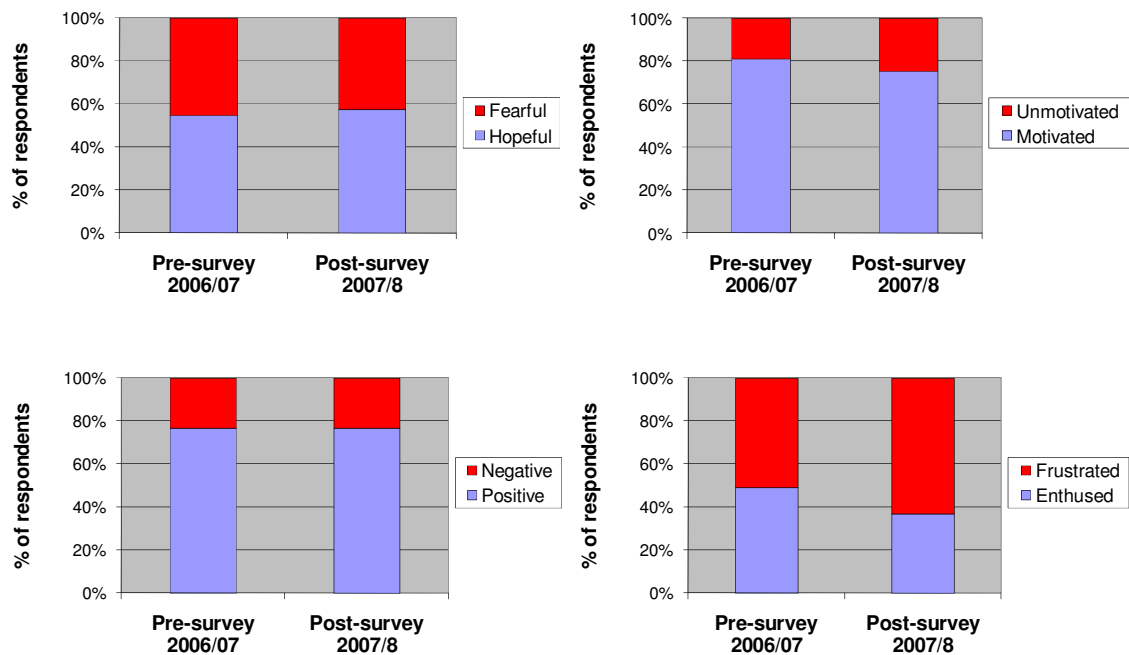 % of respondents
100%
80%
60%
40%
20%
0%
Pre-survey
2006/07
Post-survey
2007/8
Fearful
Hopeful
% of respondents
100%
80%
60%
40%
20%
0%
Pre-survey
2006/07
Post-survey
2007/8
Unmotivated
Motivated
% of respondents
100%
80%
60%
40%
20%
0%
Pre-survey
2006/07
Post-survey
2007/8
Negative
Positive
% of respondents
100%
80%
60%
40%
20%
0%
Pre-survey
2006/07
Post-survey
2007/8
Frustrated
Enthused